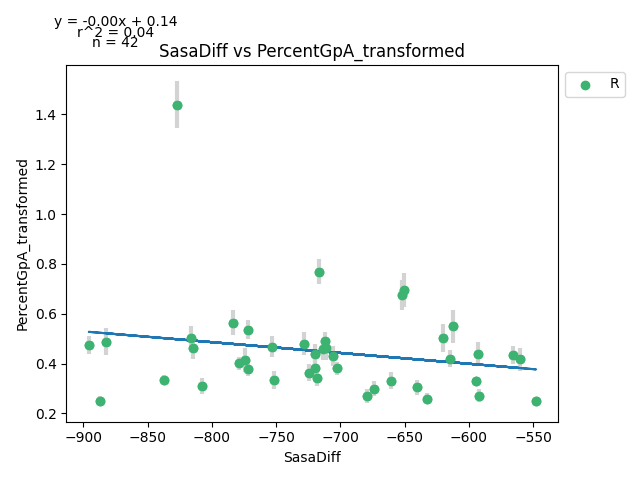 y = -0.00x + 0.14
r^2 = 0.04
n = 42
SasaDiff vs PercentGpA_transformed
R
PercentGpA_transformed
1.4
1.2
1.0
0.8
0.6
0.4
0.2
−900
−850
−800
−750
−700
−650
−600
−550
SasaDiff